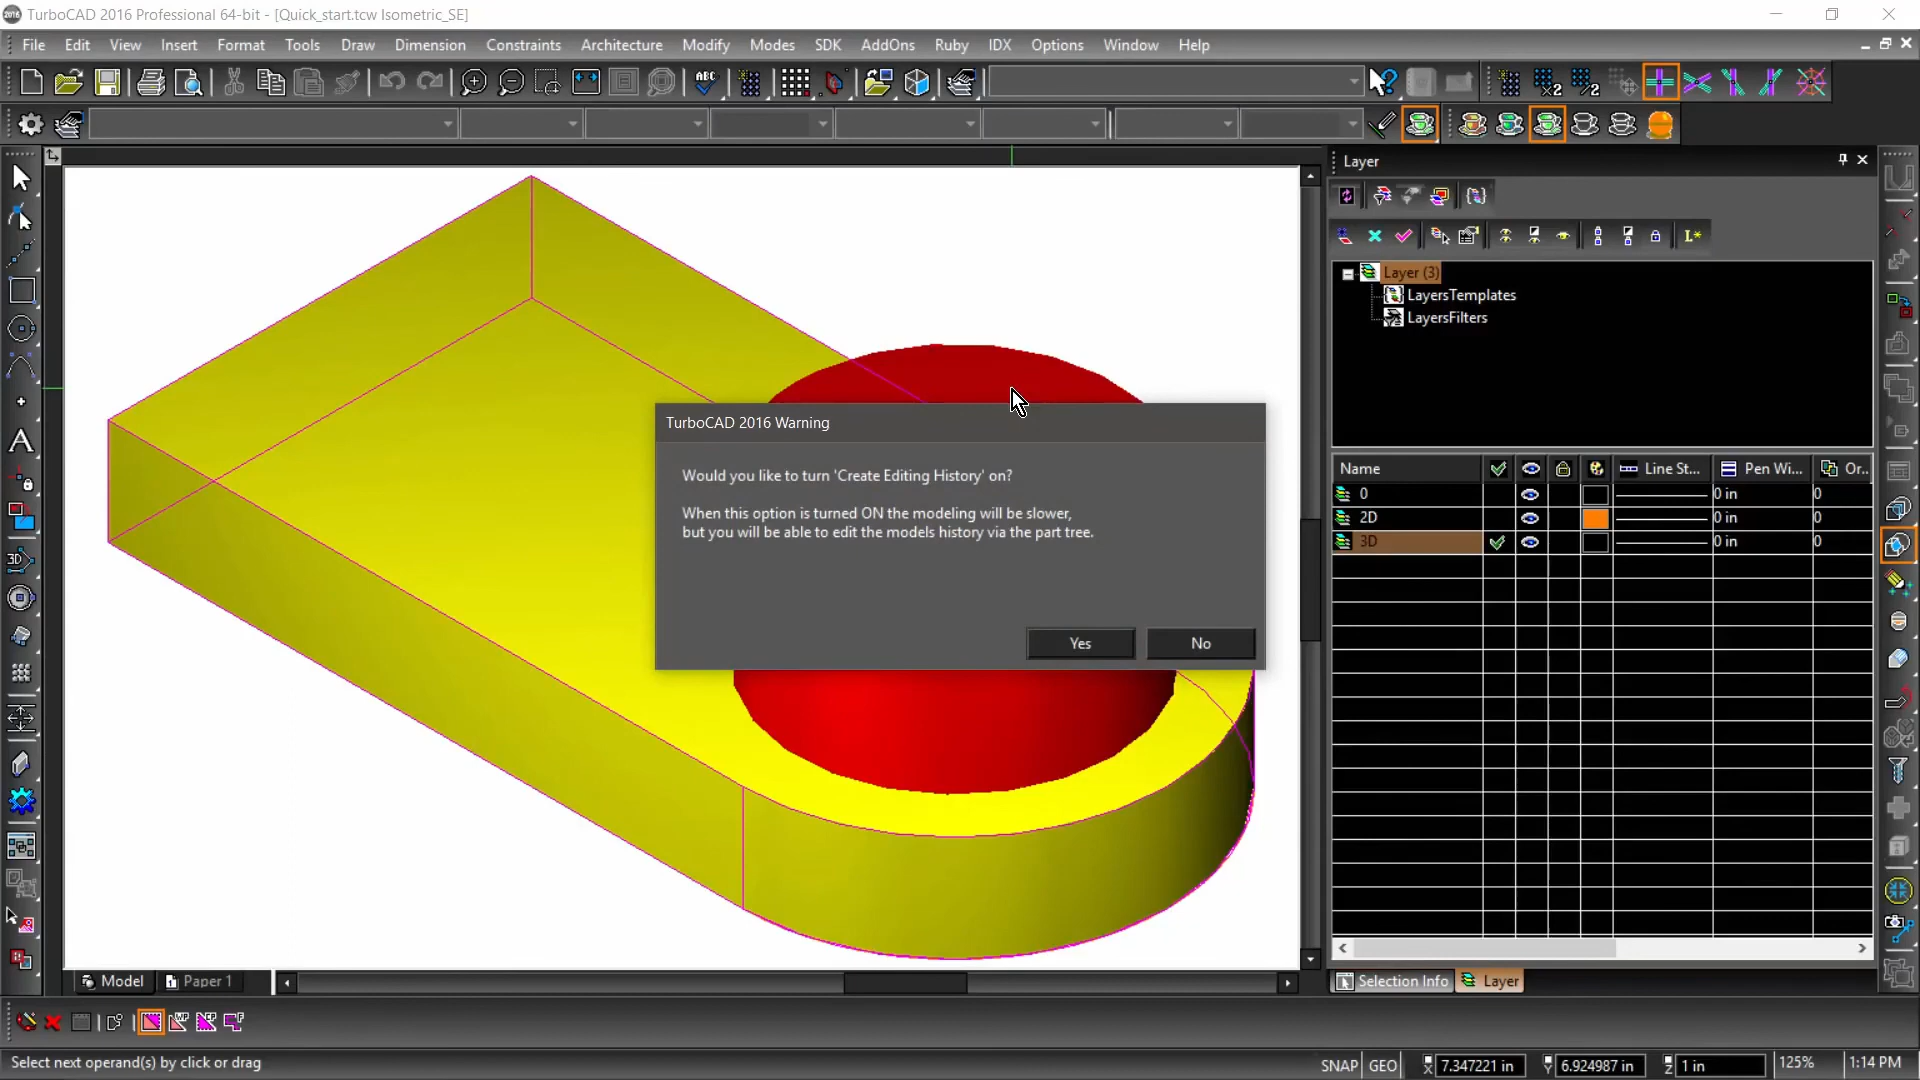 TurboCAD 2016 Professional 64-bit - [Quick_start.tcw Isometric_SE]
File Edit View Insert Format Tools Draw Dimension Constraints Architecture Modify Modes SDK AddOns Ruby IDX Options Window Help
Layer
Layer (3)
LayersTemplates
LayersFilters
TurboCAD 2016 Warning
Would you like to turn 'Create Editing History' on?
When this option is turned ON the modeling will be slower,
but you will be able to edit the models history via the part tree.
Yes No
Name Line St... Pen Wi... Or...
0 0 in 0
2D 0 in 0
3D 0 in 0
Model Paper 1
Selection Info Layer
Select next operand(s) by click or drag
SNAP GEO X 7.347221 in Y 6.924987 in Z 1 in 125% 1:14 PM